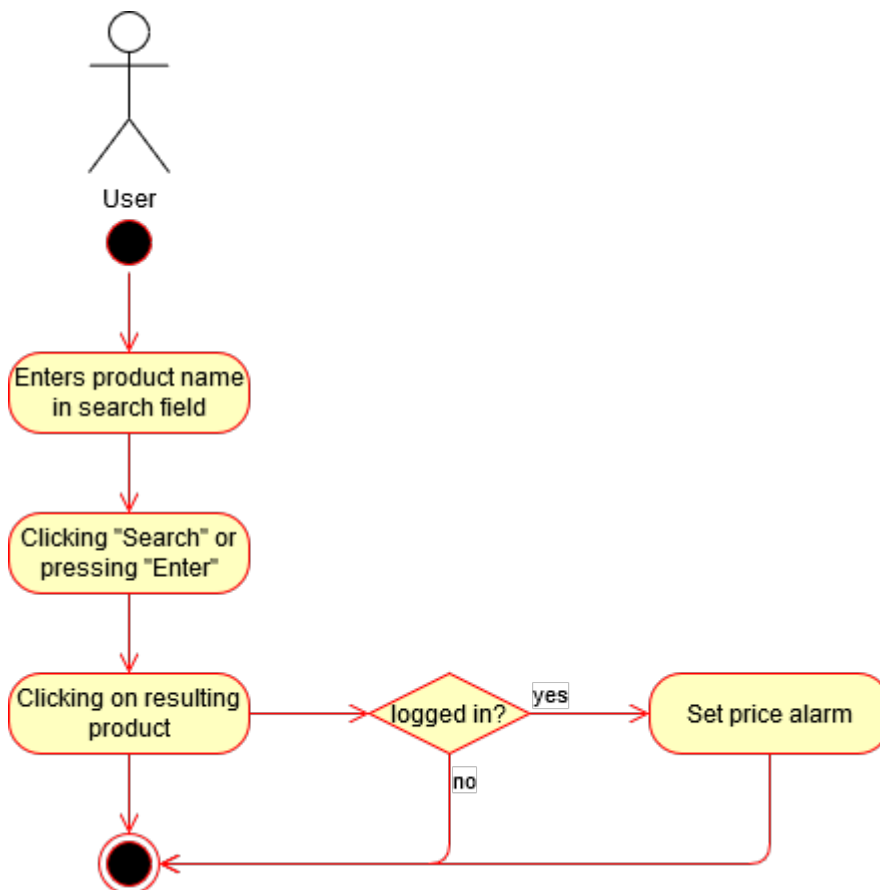 User
Enters product name
in search field
Clicking "Search" or
pressing "Enter"
Clicking on resulting
product
logged in?
yes
Set price alarm
no